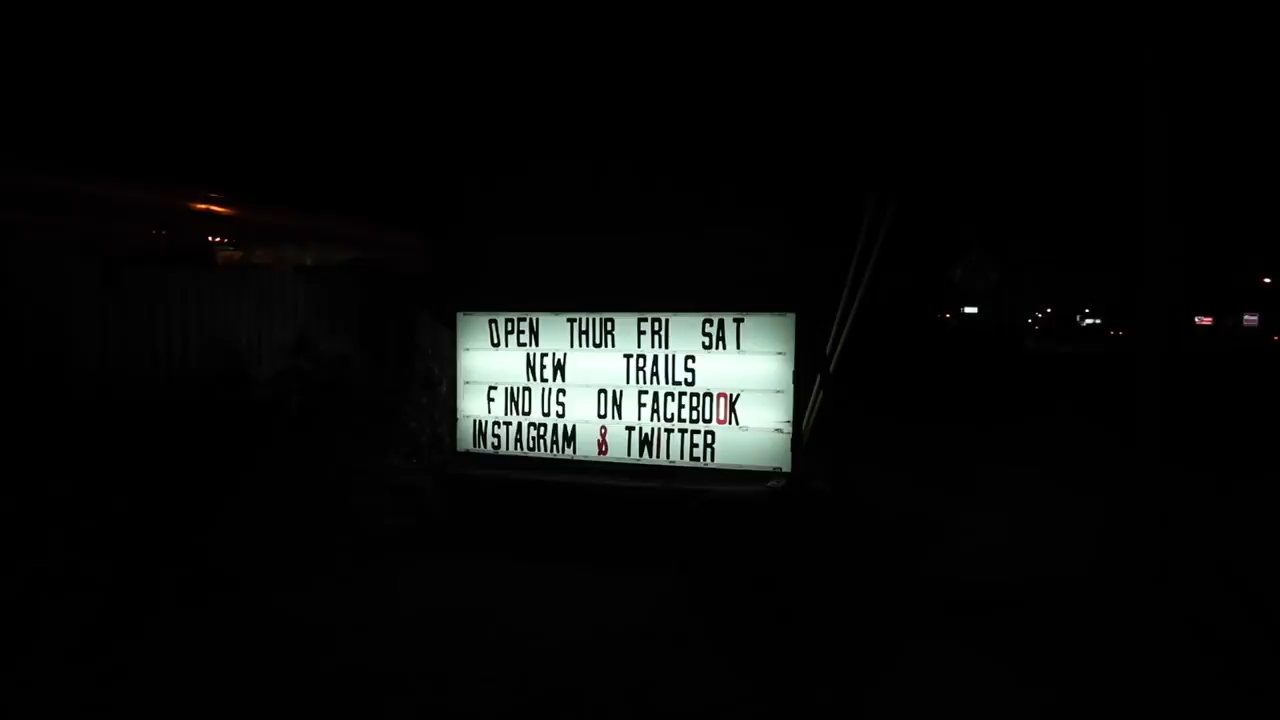 OPEN THUR FRI SAT
NEW TRAILS
FIND US ON FACEBOOK
INSTAGRAM & TWITTER